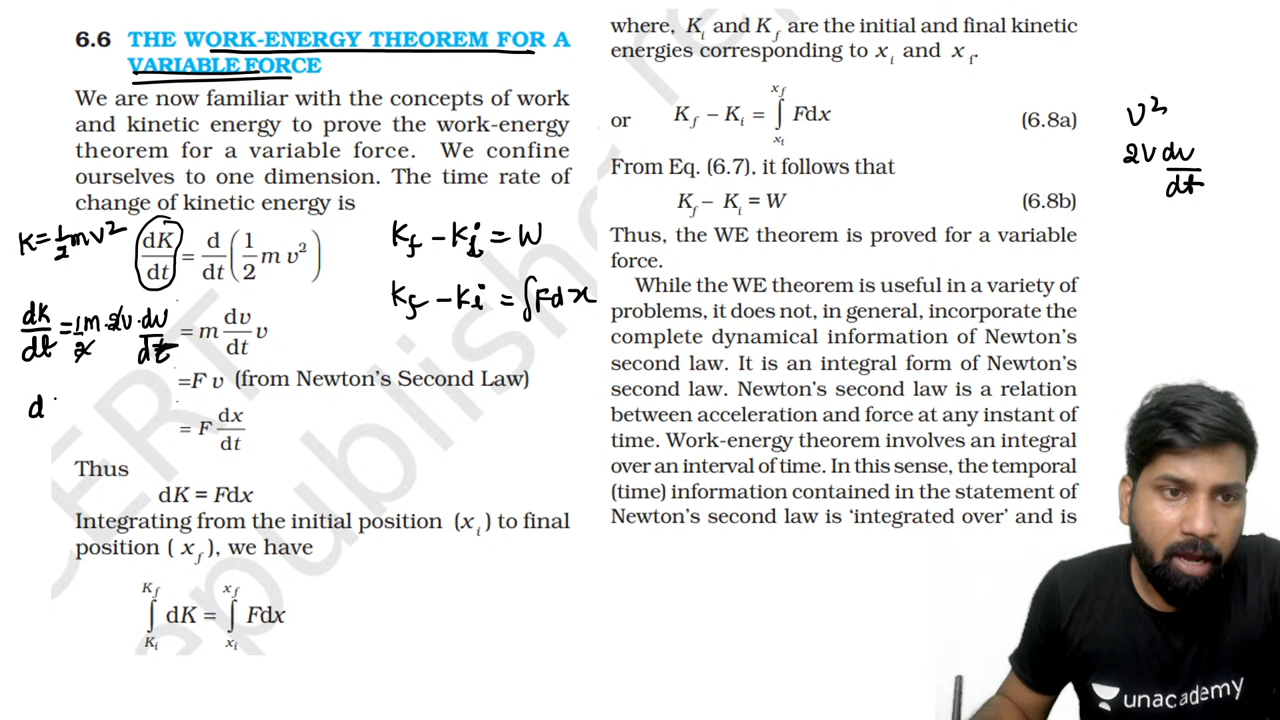 6.6 THE WORK-ENERGY THEOREM FOR A
VARIABLE FORCE
We are now familiar with the concepts of work
and kinetic energy to prove the work-energy
theorem for a variable force. We confine
ourselves to one dimension. The time rate of
change of kinetic energy is
K = 1/2 mv²
dK/dt = d/dt (1/2 m v²)
dK/dt = 1/2 m · 2v · dv/dt
= m dv/dt v
=F v (from Newton's Second Law)
d
= F dx/dt
Thus
dK = Fdx
Integrating from the initial position (x_i) to final
position ( x_f), we have
∫_{K_i}^{K_f} dK = ∫_{x_i}^{x_f} Fdx
K_f - K_i = W
K_f - K_i = ∫Fdx
where, K_i and K_f are the initial and final kinetic
energies corresponding to x_i and x_f.
or K_f – K_i = ∫_{x_i}^{x_f} Fdx (6.8a)
From Eq. (6.7), it follows that
K_f – K_i = W (6.8b)
Thus, the WE theorem is proved for a variable
force.
While the WE theorem is useful in a variety of
problems, it does not, in general, incorporate the
complete dynamical information of Newton's
second law. It is an integral form of Newton's
second law. Newton's second law is a relation
between acceleration and force at any instant of
time. Work-energy theorem involves an integral
over an interval of time. In this sense, the temporal
(time) information contained in the statement of
Newton's second law is 'integrated over' and is
v²
2v dv/dt
unacademy